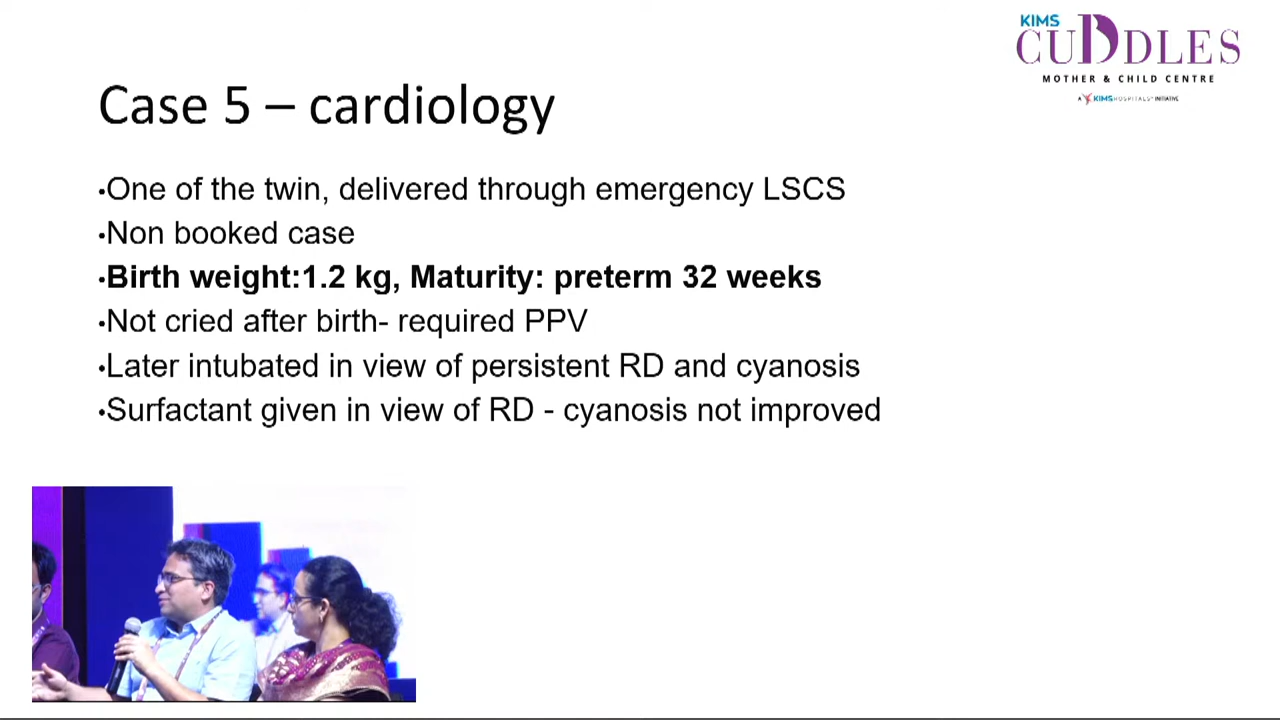 KIMS
CUDDLES
MOTHER & CHILD CENTRE
A KIMS HOSPITALS INITIATIVE
Case 5 – cardiology
•One of the twin, delivered through emergency LSCS
•Non booked case
•Birth weight:1.2 kg, Maturity: preterm 32 weeks
•Not cried after birth- required PPV
•Later intubated in view of persistent RD and cyanosis
•Surfactant given in view of RD - cyanosis not improved